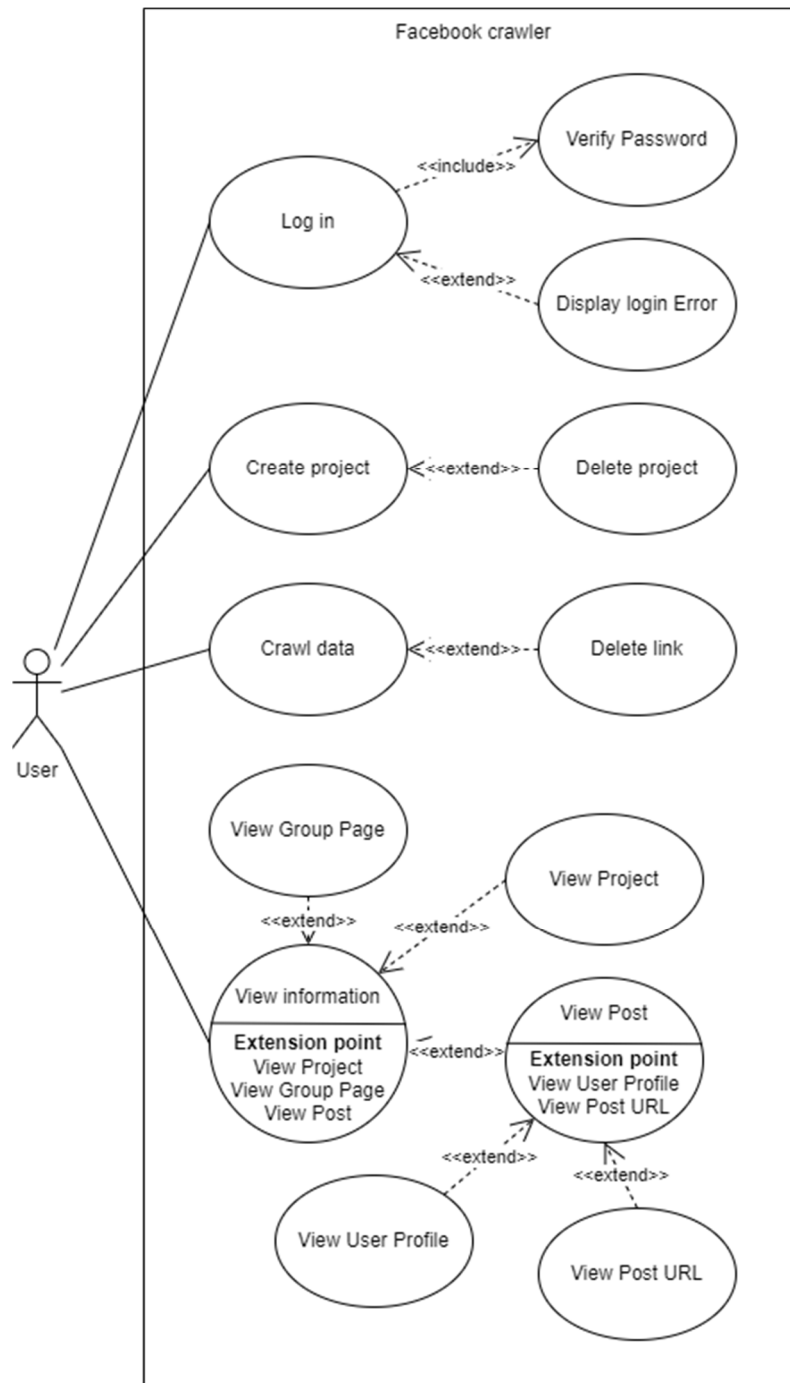 Facebook crawler
Verify Password
<<include>>
Log in
<<extend>>
Display login Error
Create project
<<extend>>
Delete project
Crawl data
<<extend>>
Delete link
User
View Group Page
View Project
<<extend>>
<<extend>>
View information
Extension point
View Project
View Group Page
View Post
<<extend>>
View Post
Extension point
View User Profile
View Post URL
<<extend>>
<<extend>>
View User Profile
View Post URL